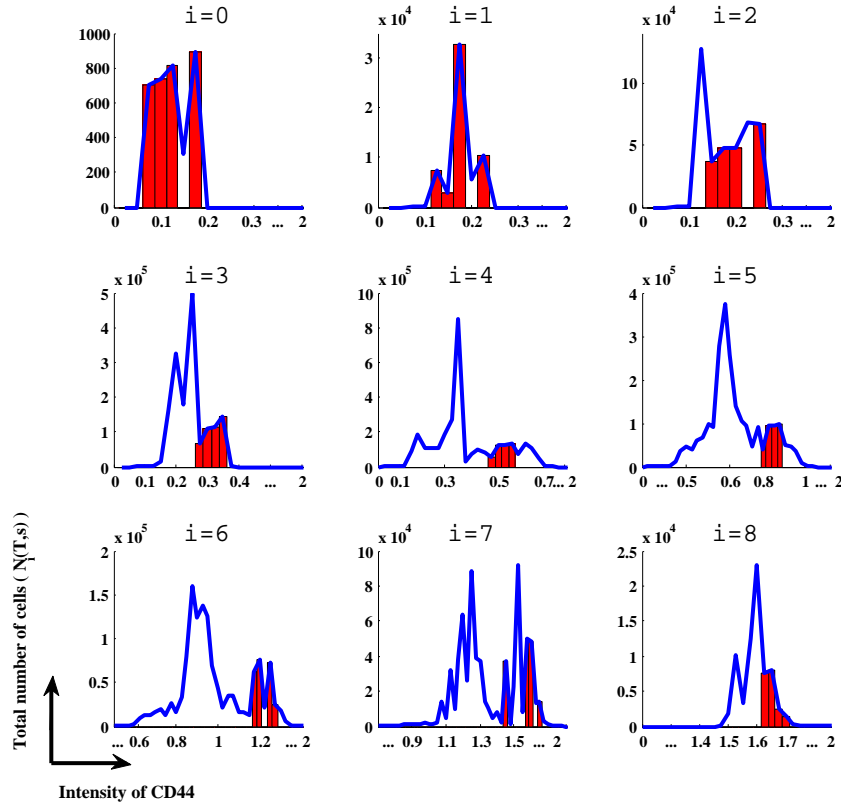 i=0
1000
800
600
400
200
0
0 0.1 0.2 0.3 ... 2
i=1
x 10^4
3
2
1
0
0 0.1 0.2 0.3 ... 2
i=2
x 10^4
10
5
0
0 0.1 0.2 0.3 ... 2
i=3
x 10^5
5
4
3
2
1
0
0 0.1 0.2 0.3 0.4 ... 2
i=4
x 10^5
10
8
6
4
2
0
0 0.1 0.3 0.5 0.7... 2
i=5
x 10^5
4
3
2
1
0
0 ... 0.5 0.6 0.8 1 ... 2
i=6
x 10^5
2
1.5
1
0.5
0
... 0.6 0.8 1 1.2 ... 2
i=7
x 10^4
10
8
6
4
2
0
... 0.9 1.1 1.3 1.5 ... 2
i=8
x 10^4
2.5
2
1.5
1
0.5
0
0 ... 1.4 1.5 1.6 1.7 ... 2
Total number of cells ( N_i(T,s) )
Intensity of CD44